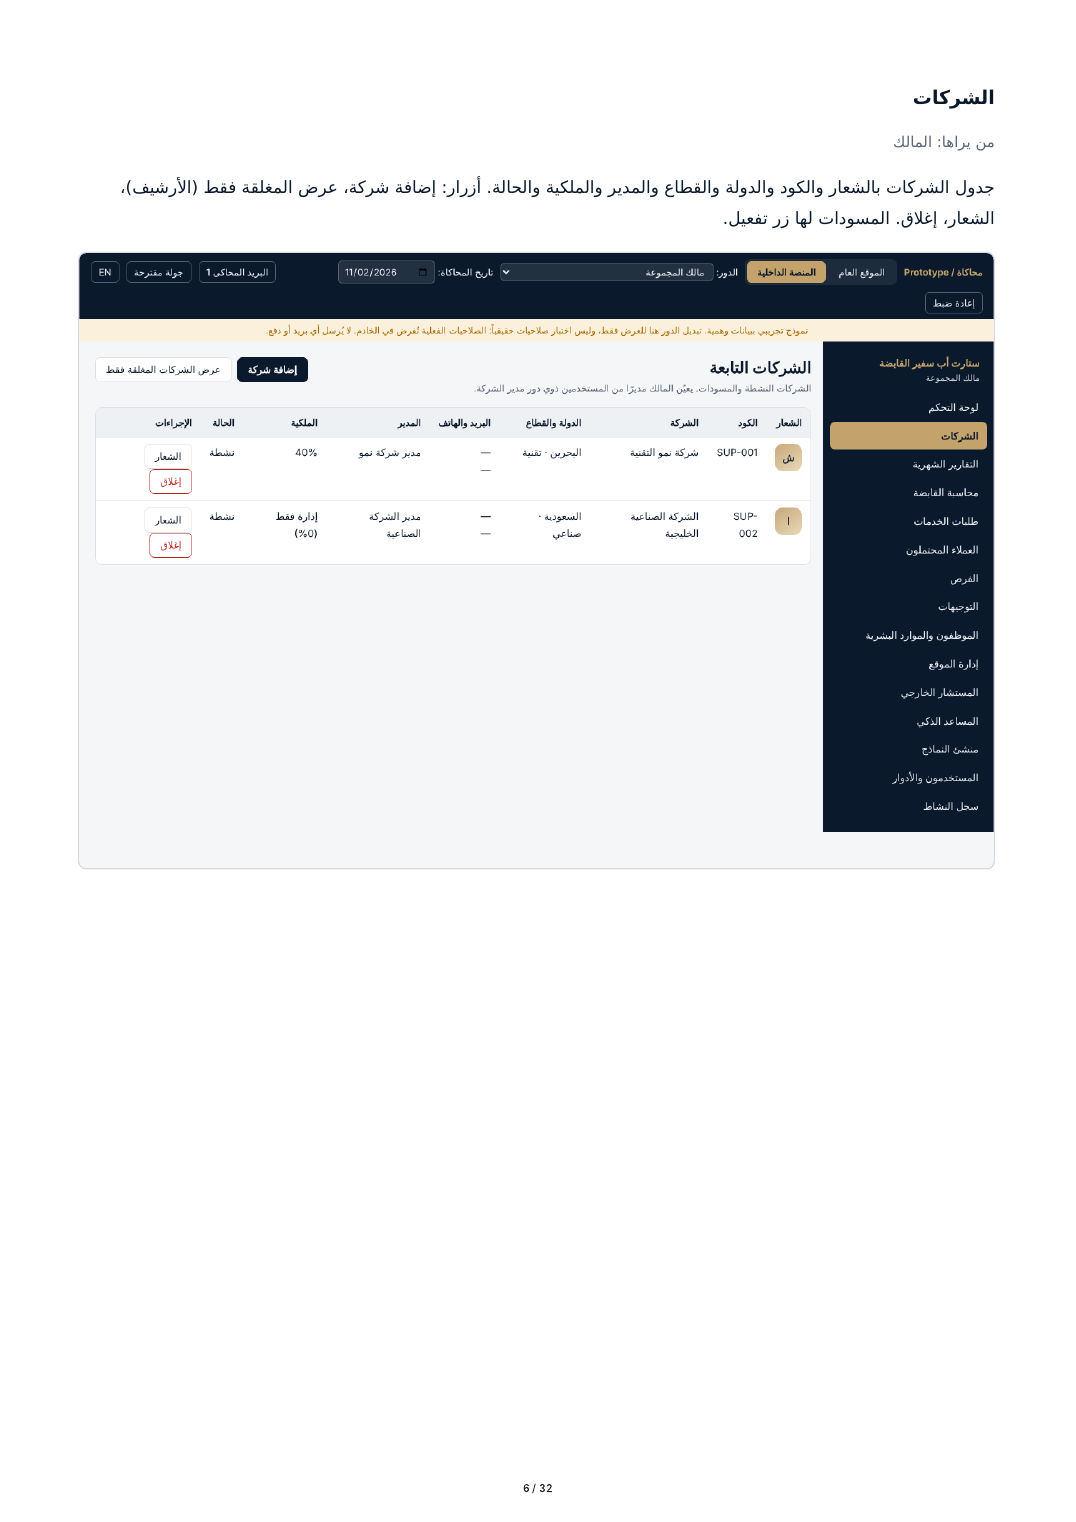 الشركات
من يراها: المالك
جدول الشركات بالشعار والكود والدولة والقطاع والمدير والملكية والحالة. أزرار: إضافة شركة، عرض المغلقة فقط (الأرشيف)،
الشعار، إغلاق. المسودات لها زر تفعيل.
محاكاة / Prototype
الموقع العام
المنصة الداخلية
الدور:
مالك المجموعة
تاريخ المحاكاة:
11/02/2026
البريد المحاكى 1
جولة مقترحة
EN
إعادة ضبط
نموذج تجريبي ببيانات وهمية. تبديل الدور هنا للعرض فقط، وليس اختبار صلاحيات حقيقياً؛ الصلاحيات الفعلية تُفرض في الخادم. لا يُرسل أي بريد أو دفع.
ستارت أب سفير القابضة
مالك المجموعة
لوحة التحكم
الشركات
التقارير الشهرية
محاسبة القابضة
طلبات الخدمات
العملاء المحتملون
الفرص
التوجيهات
الموظفون والموارد البشرية
إدارة الموقع
المستشار الخارجي
المساعد الذكي
منشئ النماذج
المستخدمون والأدوار
سجل النشاط
الشركات التابعة
الشركات النشطة والمسودات. يعيّن المالك مديرًا من المستخدمين ذوي دور مدير الشركة.
إضافة شركة
عرض الشركات المغلقة فقط
الشعار الكود الشركة الدولة والقطاع البريد والهاتف المدير الملكية الحالة الإجراءات
ش SUP-001 شركة نمو التقنية البحرين · تقنية — مدير شركة نمو 40% نشطة الشعار
— إغلاق
ا SUP- الشركة الصناعية السعودية · — مدير الشركة إدارة فقط نشطة الشعار
002 الخليجية صناعي — الصناعية (0%) إغلاق
6 / 32